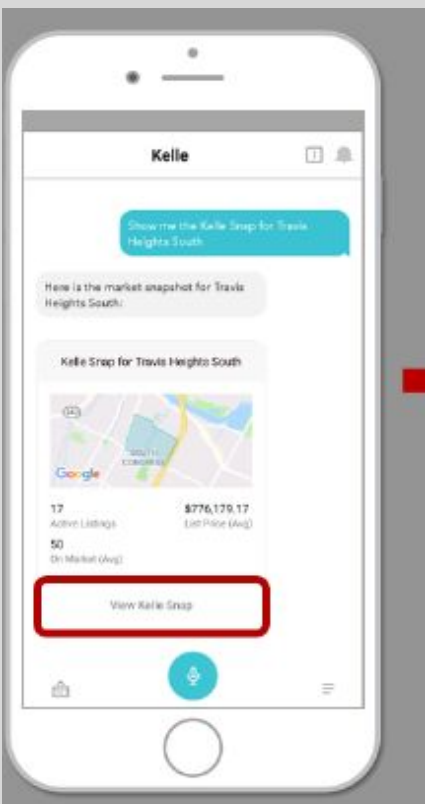 Kelle
Show me the Kelle Snap for Travis
Heights South
Here is the market snapshot for Travis
Heights South:
Kelle Snap for Travis Heights South
SOUTH
CONGRESS
Google
17
$776,179.17
Active Listings
List Price (Avg)
50
On Market (Avg)
View Kelle Snap